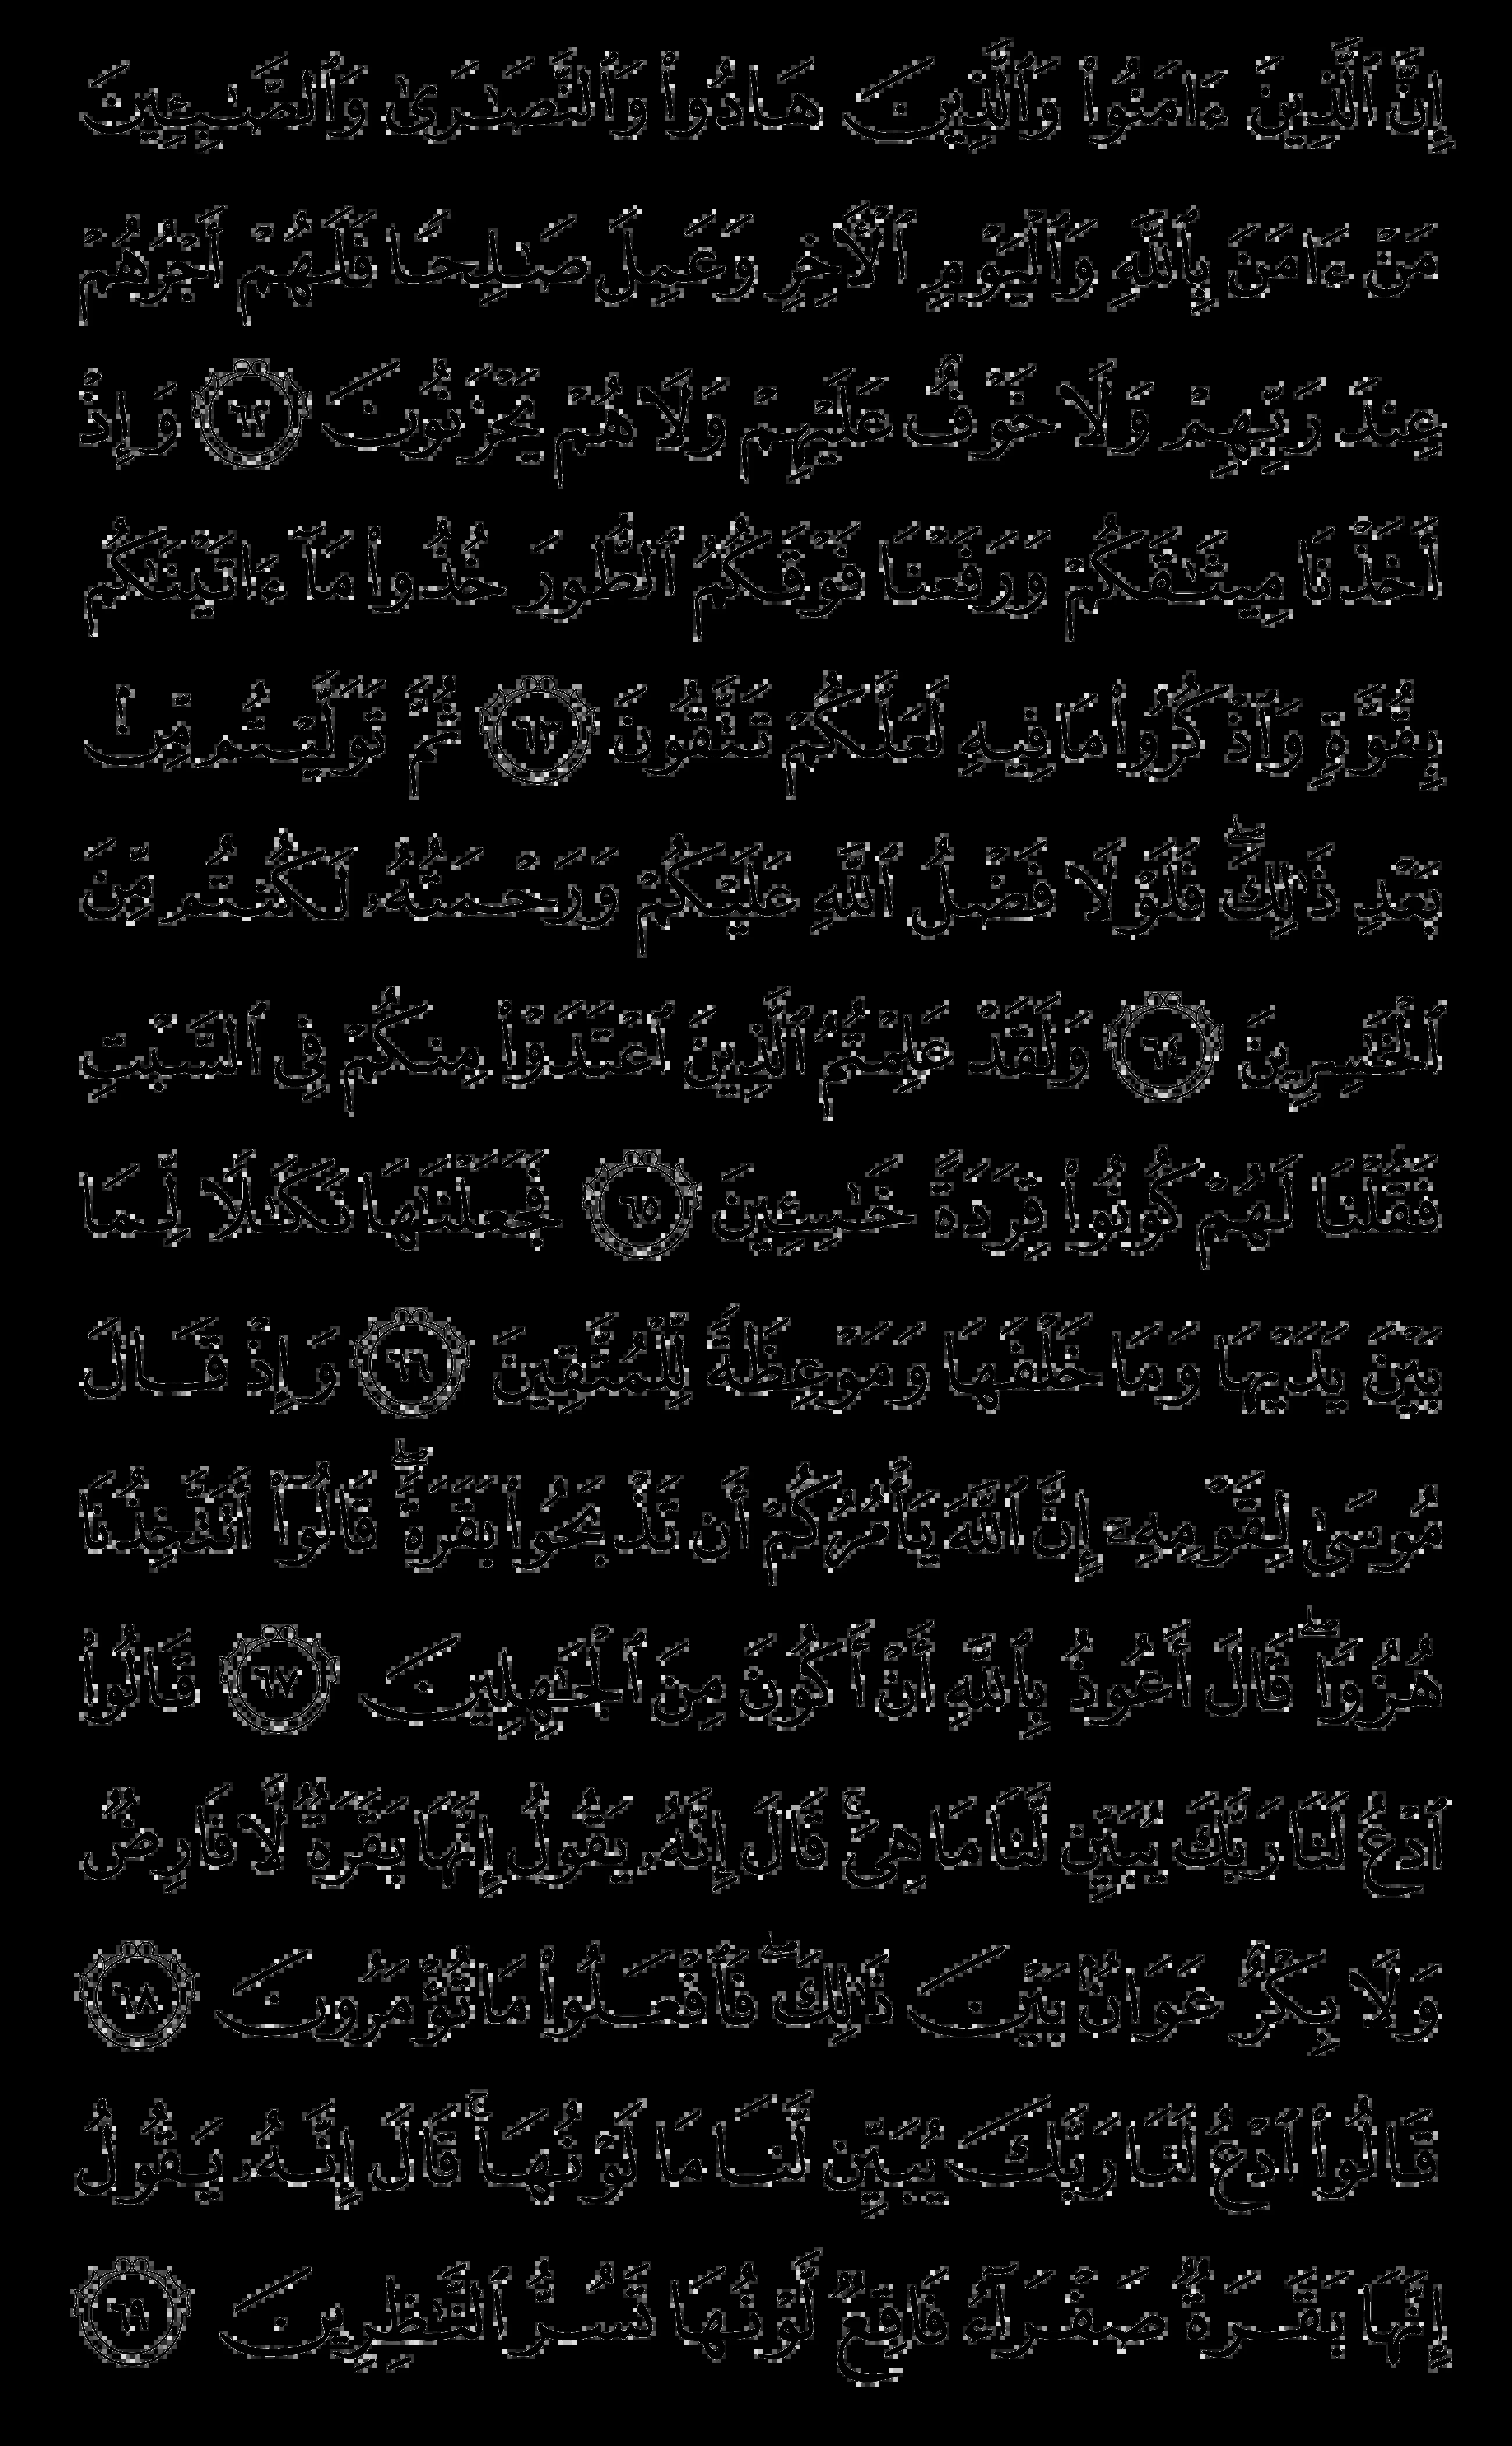 إِنَّ ٱلَّذِينَ ءَامَنُواْ وَٱلَّذِينَ هَادُواْ وَٱلنَّصَٰرَىٰ وَٱلصَّٰبِـِٔينَ
مَنْ ءَامَنَ بِٱللَّهِ وَٱلْيَوْمِ ٱلْأَخِرِ وَعَمِلَ صَٰلِحًا فَلَهُمْ أَجْرُهُمْ
عِندَ رَبِّهِمْ وَلَا خَوْفٌ عَلَيْهِمْ وَلَا هُمْ يَحْزَنُونَ ٦٢ وَإِذْ
أَخَذْنَا مِيثَٰقَكُمْ وَرَفَعْنَا فَوْقَكُمُ ٱلطُّورَ خُذُواْ مَآ ءَاتَيْنَٰكُم
بِقُوَّةٍ وَٱذْكُرُواْ مَا فِيهِ لَعَلَّكُمْ تَتَّقُونَ ٦٣ ثُمَّ تَوَلَّيْتُم مِّنۢ
بَعْدِ ذَٰلِكَۖ فَلَوْلَا فَضْلُ ٱللَّهِ عَلَيْكُمْ وَرَحْمَتُهُۥ لَكُنتُم مِّنَ
ٱلْخَٰسِرِينَ ٦٤ وَلَقَدْ عَلِمْتُمُ ٱلَّذِينَ ٱعْتَدَوْاْ مِنكُمْ فِي ٱلسَّبْتِ
فَقُلْنَا لَهُمْ كُونُواْ قِرَدَةً خَٰسِـِٔينَ ٦٥ فَجَعَلْنَٰهَا نَكَٰلًا لِّمَا
بَيْنَ يَدَيْهَا وَمَا خَلْفَهَا وَمَوْعِظَةً لِّلْمُتَّقِينَ ٦٦ وَإِذْ قَالَ
مُوسَىٰ لِقَوْمِهِۦٓ إِنَّ ٱللَّهَ يَأْمُرُكُمْ أَن تَذْبَحُواْ بَقَرَةًۖ قَالُوٓاْ أَتَتَّخِذُنَا
هُزُوًاۖ قَالَ أَعُوذُ بِٱللَّهِ أَنْ أَكُونَ مِنَ ٱلْجَٰهِلِينَ ٦٧ قَالُواْ
ٱدْعُ لَنَا رَبَّكَ يُبَيِّن لَّنَا مَا هِيَۚ قَالَ إِنَّهُۥ يَقُولُ إِنَّهَا بَقَرَةٌ لَّا فَارِضٌ
وَلَا بِكْرٌ عَوَانٌۢ بَيْنَ ذَٰلِكَۖ فَٱفْعَلُواْ مَا تُؤْمَرُونَ ٦٨
قَالُواْ ٱدْعُ لَنَا رَبَّكَ يُبَيِّن لَّنَا مَا لَوْنُهَاۚ قَالَ إِنَّهُۥ يَقُولُ
إِنَّهَا بَقَرَةٌ صَفْرَآءُ فَاقِعٌ لَّوْنُهَا تَسُرُّ ٱلنَّٰظِرِينَ ٦٩